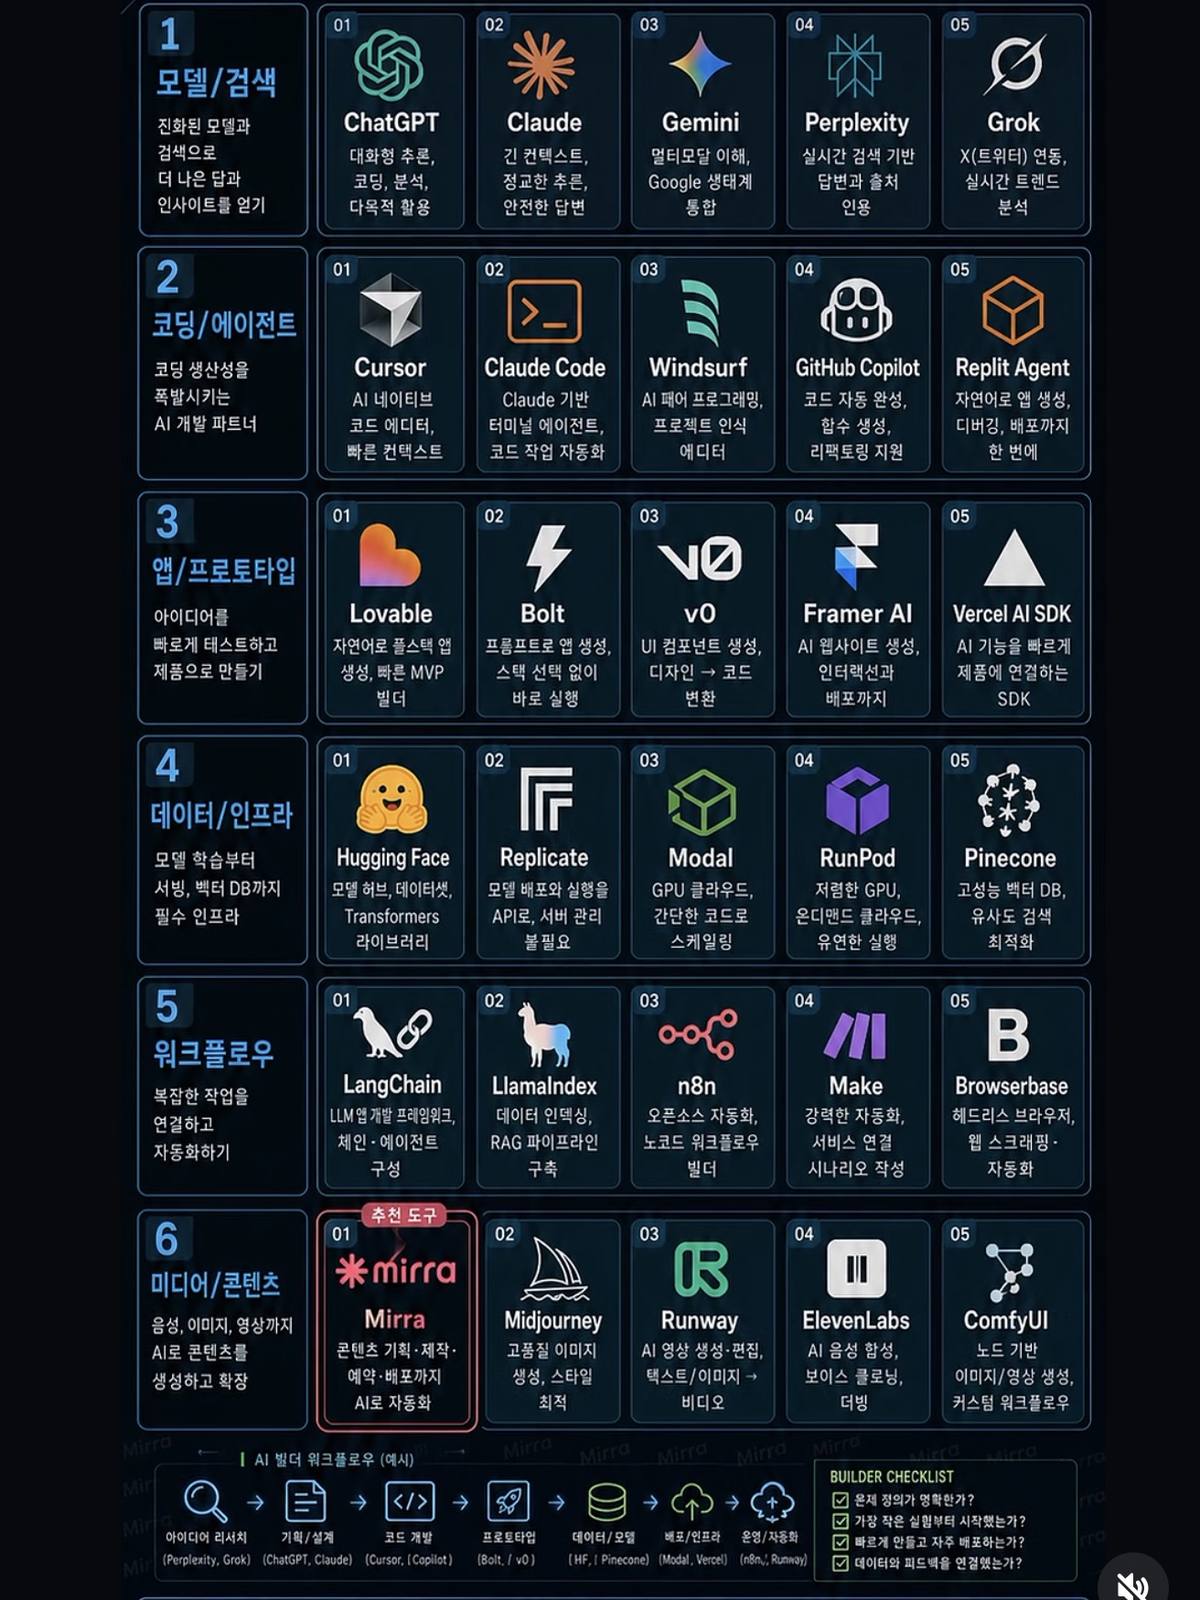 1
모델/검색
진화된 모델과
검색으로
더 나은 답과
인사이트를 얻기
01
ChatGPT
대화형 추론,
코딩, 분석,
다목적 활용
02
Claude
긴 컨텍스트,
정교한 추론,
안전한 답변
03
Gemini
멀티모달 이해,
Google 생태계
통합
04
Perplexity
실시간 검색 기반
답변과 출처
인용
05
Grok
X(트위터) 연동,
실시간 트렌드
분석
2
코딩/에이전트
코딩 생산성을
폭발시키는
AI 개발 파트너
01
Cursor
AI 네이티브
코드 에디터,
빠른 컨택스트
02
Claude Code
Claude 기반
터미널 에이전트,
코드 작업 자동화
03
Windsurf
AI 패어 프로그래밍,
프로젝트 인식
에디터
04
GitHub Copilot
코드 자동 완성,
함수 생성,
리팩토링 지원
05
Replit Agent
자연어로 앱 생성,
디버깅, 배포까지
한 번에
3
앱/프로토타입
아이디어를
빠르게 테스트하고
제품으로 만들기
01
Lovable
자연어로 플스택 앱
생성, 빠른 MVP
빌더
02
Bolt
프롬프트로 앱 생성,
스택 선택 없이
바로 실행
03
v0
v0
UI 컴포넌트 생성,
디자인 → 코드
변환
04
Framer AI
AI 웹사이트 생성,
인터랙션과
배포까지
05
Vercel AI SDK
AI 기능을 빠르게
제품에 연결하는
SDK
4
데이터/인프라
모델 학습부터
서빙, 벡터 DB까지
필수 인프라
01
Hugging Face
모델 허브, 데이터셋,
Transformers
라이브러리
02
Replicate
모델 배포와 실행을
API로, 서버 관리
불필요
03
Modal
GPU 클라우드,
간단한 코드로
스케일링
04
RunPod
저렴한 GPU,
온디맨드 클라우드,
유연한 실행
05
Pinecone
고성능 벡터 DB,
유사도 검색
최적화
5
워크플로우
복잡한 작업을
연결하고
자동화하기
01
LangChain
LLM 앱 개발 프레임워크,
체인·에이전트
구성
02
LlamaIndex
데이터 인덱싱,
RAG 파이프라인
구축
03
n8n
오픈소스 자동화,
노코드 워크플로우
빌더
04
Make
강력한 자동화,
서비스 연결
시나리오 작성
05
B
Browserbase
헤드리스 브라우저,
웹 스크래핑·
자동화
6
미디어/콘텐츠
음성, 이미지, 영상까지
AI로 콘텐츠를
생성하고 확장
추천 도구
01
mirra
Mirra
콘텐츠 기획·제작·
예약·배포까지
AI로 자동화
02
Midjourney
고품질 이미지
생성, 스타일
최적
03
Runway
AI 영상 생성·편집,
택스트/이미지 →
비디오
04
ElevenLabs
AI 음성 합성,
보이스 클로닝,
더빙
05
ComfyUI
노드 기반
이미지/영상 생성,
커스텀 워크플로우
AI 빌더 워크플로우 (예시)
아이디어 리서치
(Perplexity, Grok)
기획/설계
(ChatGPT, Claude)
코드 개발
(Cursor, Copilot)
프로토타입
(Bolt, / v0)
데이터/모델
(HF, Pinecone)
배포/인프라
(Modal, Vercel)
운영/자동화
(n8n, Runway)
BUILDER CHECKLIST
문제 정의가 명확한가?
가장 작은 실험부터 시작했는가?
빠르게 만들고 자주 배포하는가?
데이터와 피드백을 연결했는가?